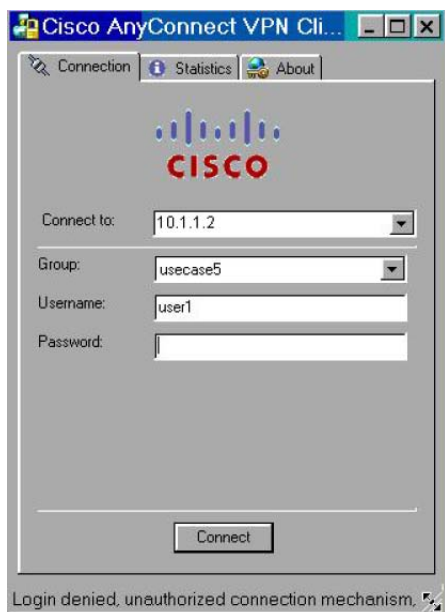 Cisco AnyConnect VPN Cli...
Connection Statistics About
CISCO
Connect to: 10.1.1.2
Group: usecase5
Username: user1
Password:
Connect
Login denied, unauthorized connection mechanism,